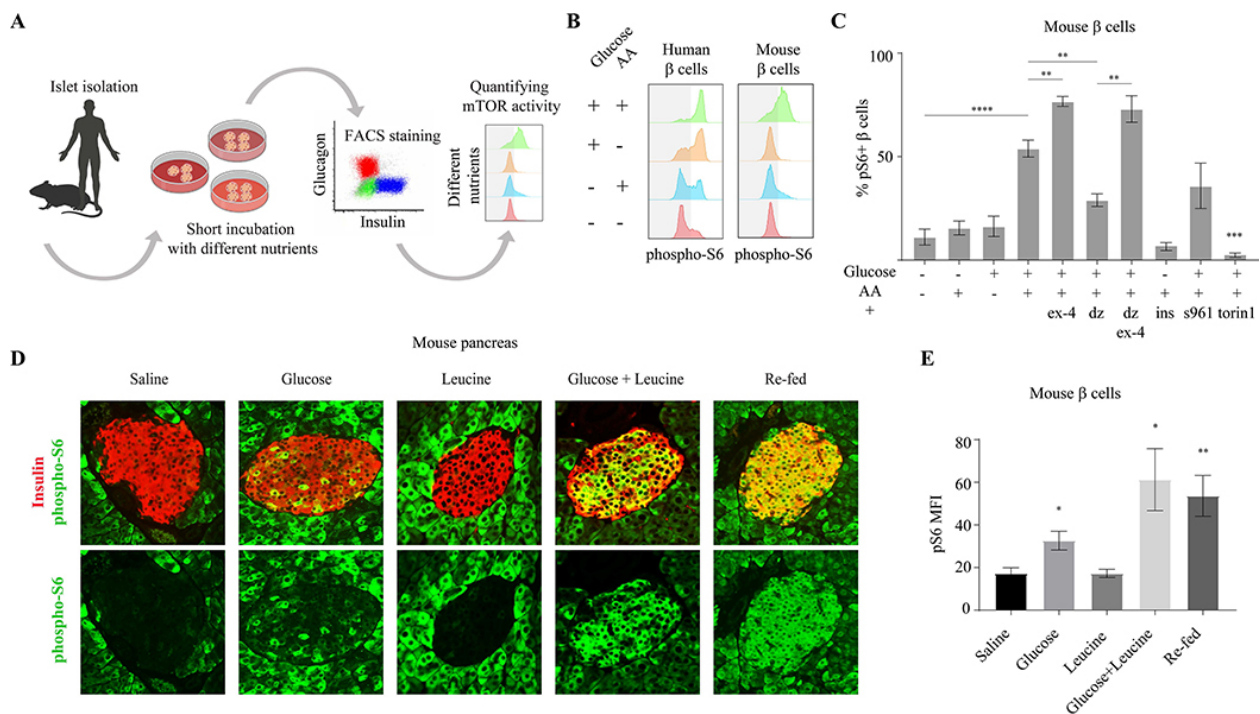 A
Islet isolation
Short incubation
with different nutrients
FACS staining
Glucagon
Insulin
Quantifying
mTOR activity
Different
nutrients
B
Glucose
AA
Human
β cells
Mouse
β cells
+ +
+ -
- +
- -
phospho-S6
phospho-S6
C
Mouse β cells
% pS6+ β cells
100
50
0
****
**
**
**
***
Glucose - - + + + + + - + +
AA - + - + + + + + + +
+ ex-4 dz dz ins s961 torin1
ex-4
D
Mouse pancreas
Saline
Glucose
Leucine
Glucose + Leucine
Re-fed
Insulin
phospho-S6
phospho-S6
E
Mouse β cells
pS6 MFI
80
60
40
20
0
*
*
**
Saline
Glucose
Leucine
Glucose+Leucine
Re-fed